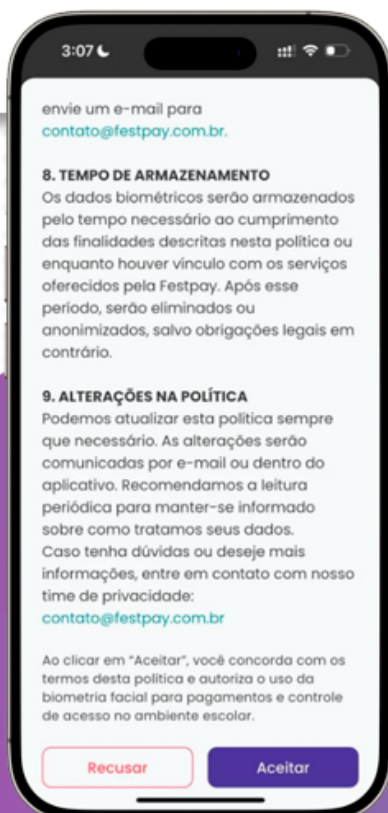 3:07
envie um e-mail para
contato@festpay.com.br.
8. TEMPO DE ARMAZENAMENTO
Os dados biométricos serão armazenados
pelo tempo necessário ao cumprimento
das finalidades descritas nesta política ou
enquanto houver vínculo com os serviços
oferecidos pela Festpay. Após esse
período, serão eliminados ou
anonimizados, salvo obrigações legais em
contrário.
9. ALTERAÇÕES NA POLÍTICA
Podemos atualizar esta política sempre
que necessário. As alterações serão
comunicadas por e-mail ou dentro do
aplicativo. Recomendamos a leitura
periódica para manter-se informado
sobre como tratamos seus dados.
Caso tenha dúvidas ou deseje mais
informações, entre em contato com nosso
time de privacidade:
contato@festpay.com.br
Ao clicar em “Aceitar”, você concorda com os
termos desta política e autoriza o uso da
biometria facial para pagamentos e controle
de acesso no ambiente escolar.
Recusar
Aceitar